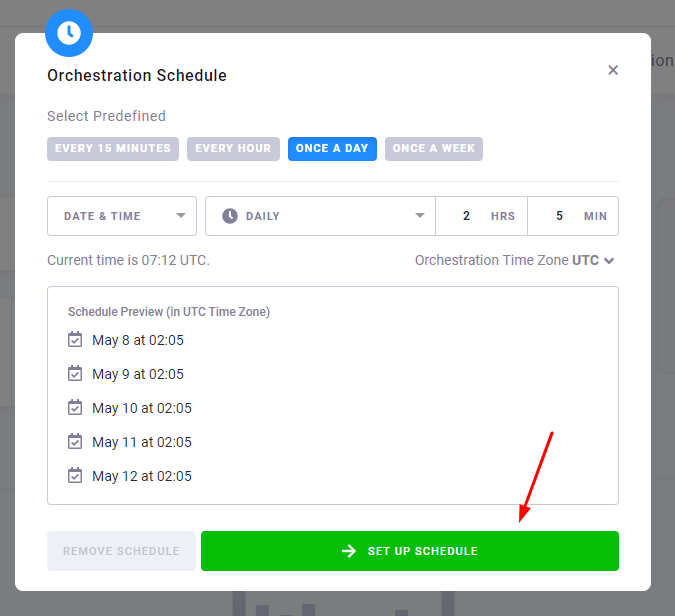 Orchestration Schedule
×
ion
Select Predefined
EVERY 15 MINUTES EVERY HOUR ONCE A DAY ONCE A WEEK
DATE & TIME DAILY 2 HRS 5 MIN
Current time is 07:12 UTC. Orchestration Time Zone UTC
Schedule Preview (in UTC Time Zone)
May 8 at 02:05
May 9 at 02:05
May 10 at 02:05
May 11 at 02:05
May 12 at 02:05
REMOVE SCHEDULE SET UP SCHEDULE